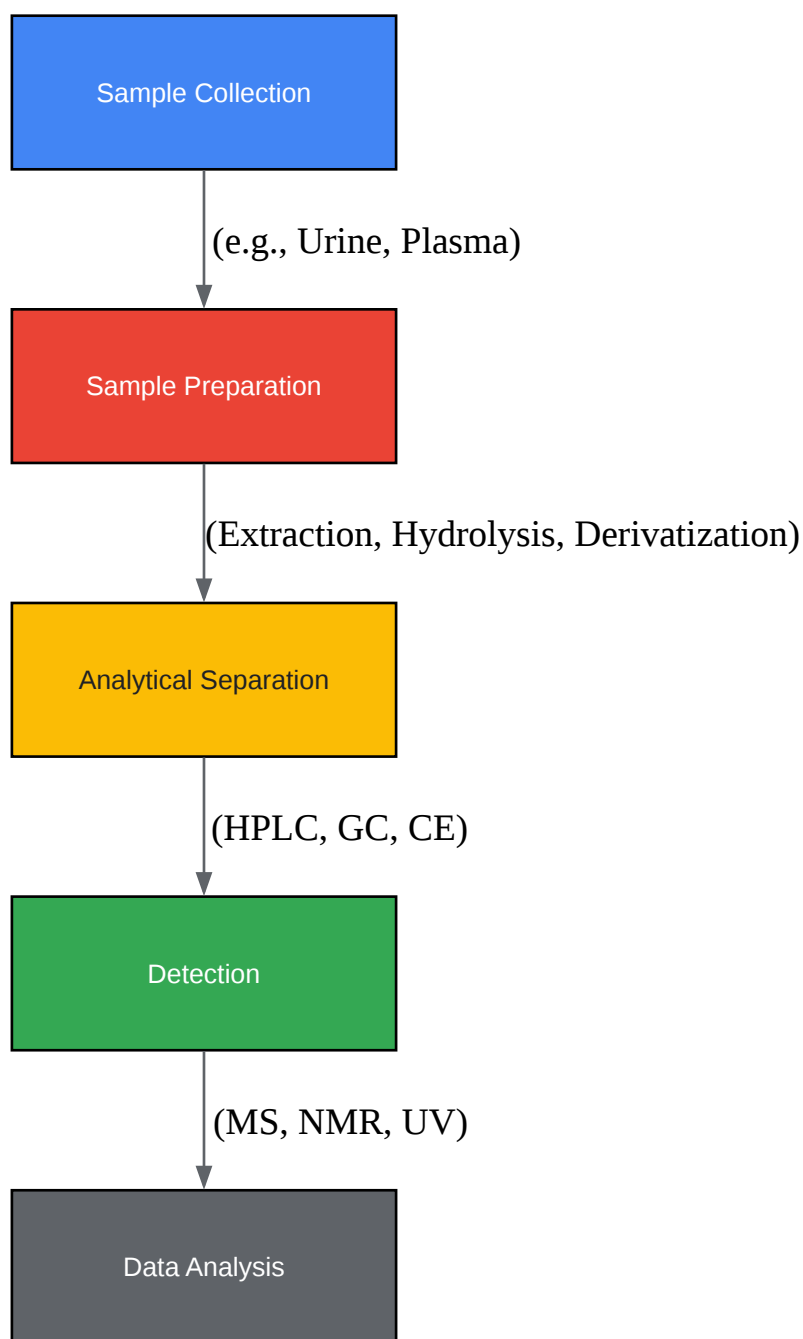 Sample Collection
(e.g., Urine, Plasma)
Sample Preparation
(Extraction, Hydrolysis, Derivatization)
Analytical Separation
(HPLC, GC, CE)
Detection
(MS, NMR, UV)
Data Analysis